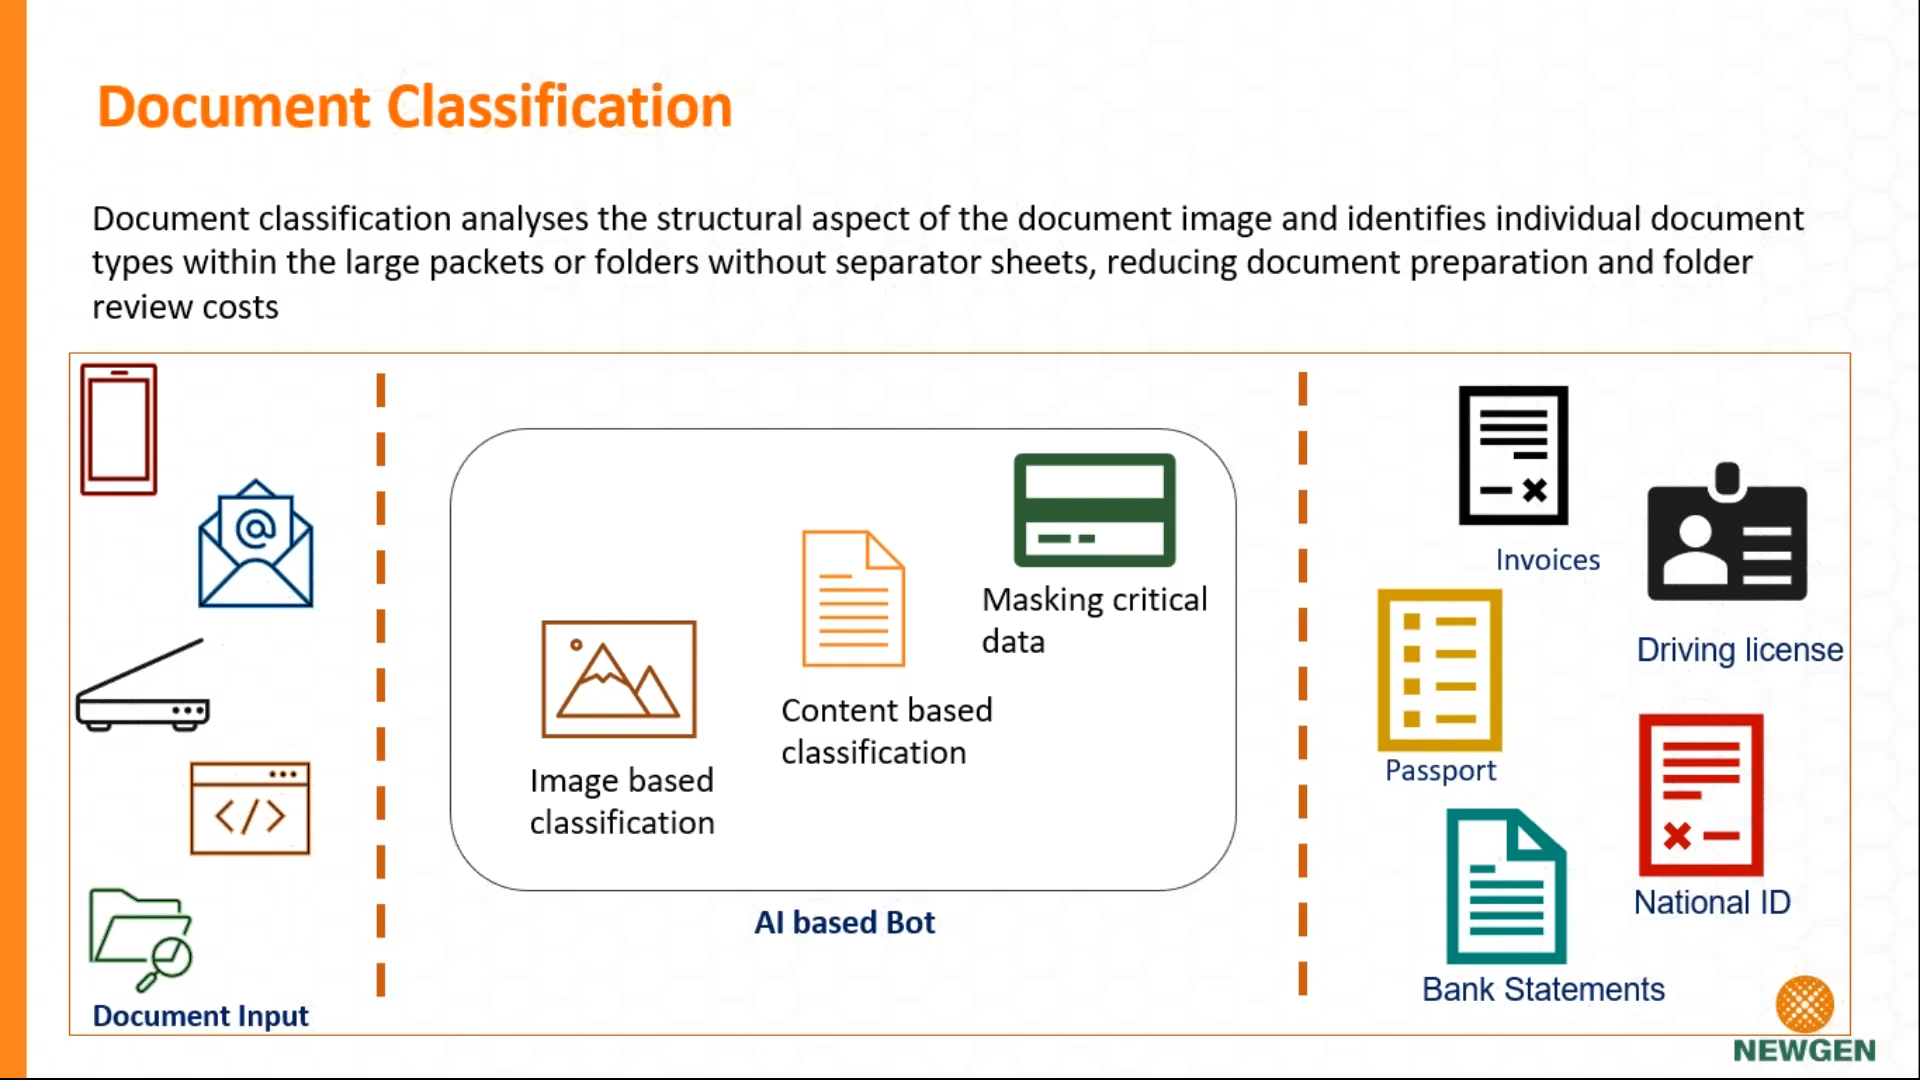 Document Classification
Document classification analyses the structural aspect of the document image and identifies individual document
types within the large packets or folders without separator sheets, reducing document preparation and folder
review costs
@
</>
Document Input
Image based
classification
Content based
classification
Masking critical
data
AI based Bot
Invoices
Driving license
Passport
National ID
Bank Statements
NEWGEN